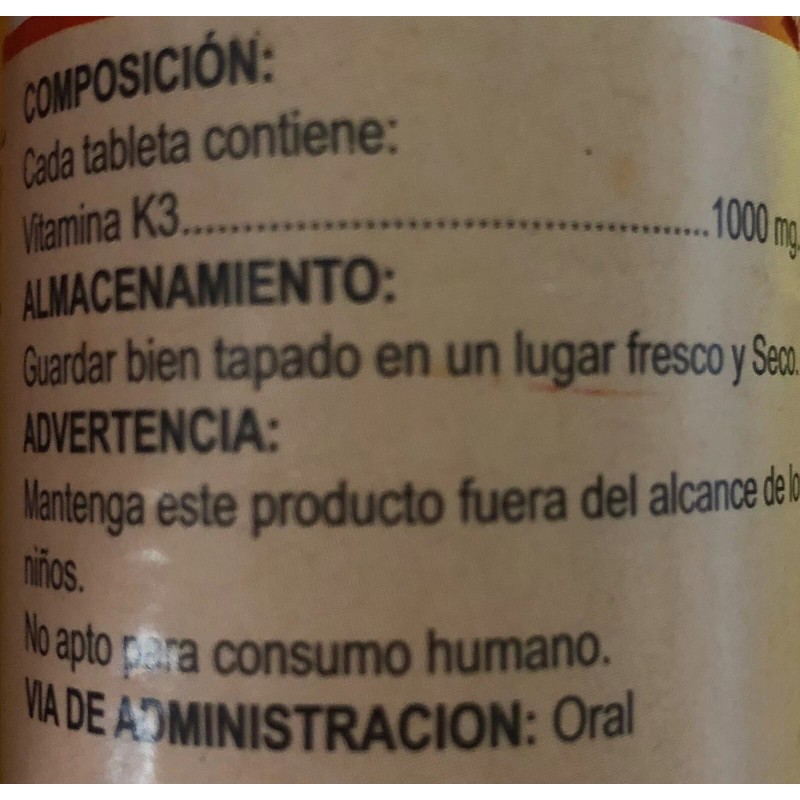 COMPOSICIÓN:
Cada tableta contiene:
Vitamina K3.............................................1000 mg.
ALMACENAMIENTO:
Guardar bien tapado en un lugar fresco y Seco.
ADVERTENCIA:
Mantenga este producto fuera del alcance de lo
niños.
No apto para consumo humano.
VIA DE ADMINISTRACION: Oral